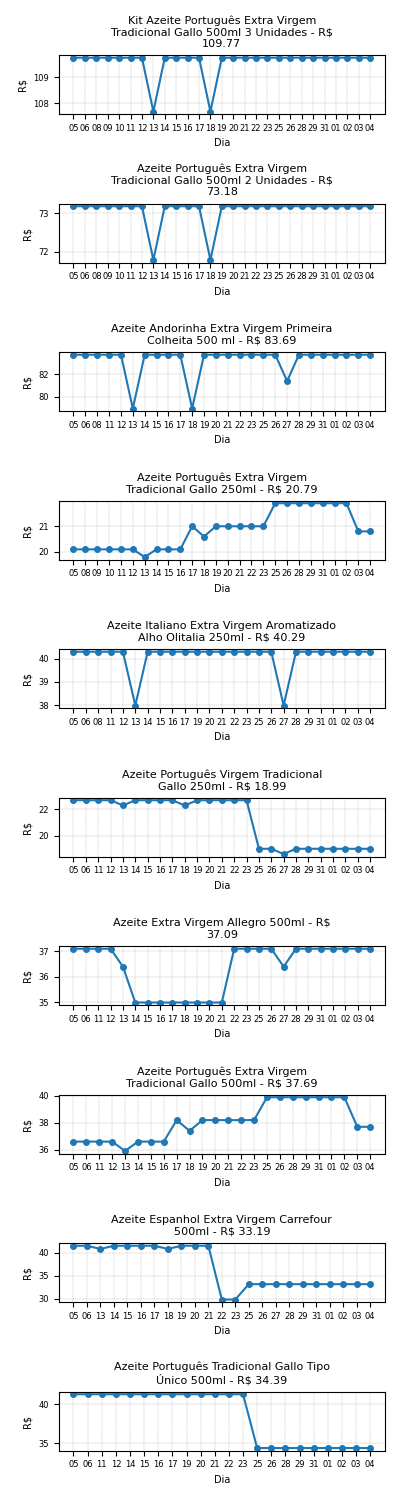 Kit Azeite Português Extra Virgem
Tradicional Gallo 500ml 3 Unidades - R$
109.77
109
108
R$
05 06 08 09 10 11 12 13 14 15 16 17 18 19 20 21 22 23 25 26 28 29 31 01 02 03 04
Dia
Azeite Português Extra Virgem
Tradicional Gallo 500ml 2 Unidades - R$
73.18
73
72
R$
05 06 08 09 10 11 12 13 14 15 16 17 18 19 20 21 22 23 25 26 28 29 31 01 02 03 04
Dia
Azeite Andorinha Extra Virgem Primeira
Colheita 500 ml - R$ 83.69
82
80
R$
05 06 08 11 12 13 14 15 17 18 19 20 21 22 23 25 26 27 28 29 31 02 03 04
Dia
Azeite Português Extra Virgem
Tradicional Gallo 250ml - R$ 20.79
21
20
R$
05 08 09 10 11 12 13 14 15 16 17 18 19 20 21 22 23 25 26 28 29 31 01 02 03 04
Dia
Azeite Italiano Extra Virgem Aromatizado
Alho Olitalia 250ml - R$ 40.29
40
39
38
R$
05 06 08 11 12 13 14 15 16 17 18 19 20 21 22 23 26 27 28 29 31 02 03 04
Dia
Azeite Português Virgem Tradicional
Gallo 250ml - R$ 18.99
22
20
R$
05 06 08 11 12 13 14 15 16 17 18 19 20 22 23 25 26 27 28 29 31 02 03 04
Dia
Azeite Extra Virgem Allegro 500ml - R$
37.09
37
36
35
R$
05 06 11 12 13 14 15 16 17 18 19 20 21 22 23 25 26 27 28 29 31 02 03 04
Dia
Azeite Português Extra Virgem
Tradicional Gallo 500ml - R$ 37.69
40
38
36
R$
05 08 11 12 13 14 15 16 17 18 19 20 21 22 23 25 26 28 29 31 01 02 03 04
Dia
Azeite Espanhol Extra Virgem Carrefour
500ml - R$ 33.19
40
35
30
R$
05 06 13 14 15 16 17 18 19 20 21 22 23 25 26 27 28 29 31 02 03 04
Dia
Azeite Português Tradicional Gallo Tipo
Único 500ml - R$ 34.39
40
35
R$
05 06 11 12 14 15 16 17 18 19 20 21 22 23 25 26 28 29 31 02 03 04
Dia